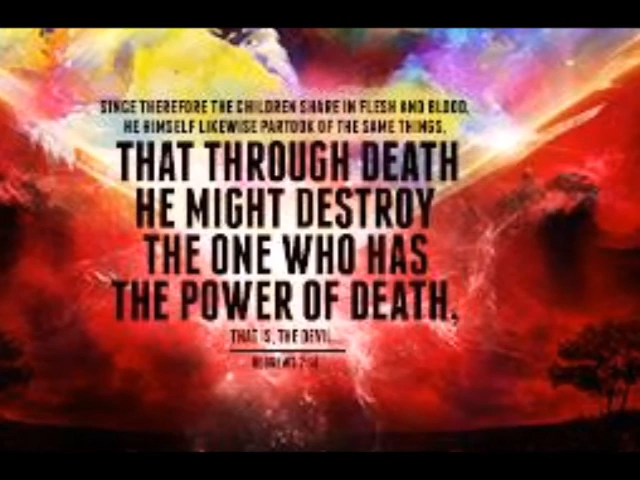 SINCE THEREFORE THE CHILDREN SHARE IN FLESH AND BLOOD,
HE HIMSELF LIKEWISE PARTOOK OF THE SAME THINGS,
THAT THROUGH DEATH
HE MIGHT DESTROY
THE ONE WHO HAS
THE POWER OF DEATH,
THAT IS, THE DEVIL...
HEBREWS 2:14